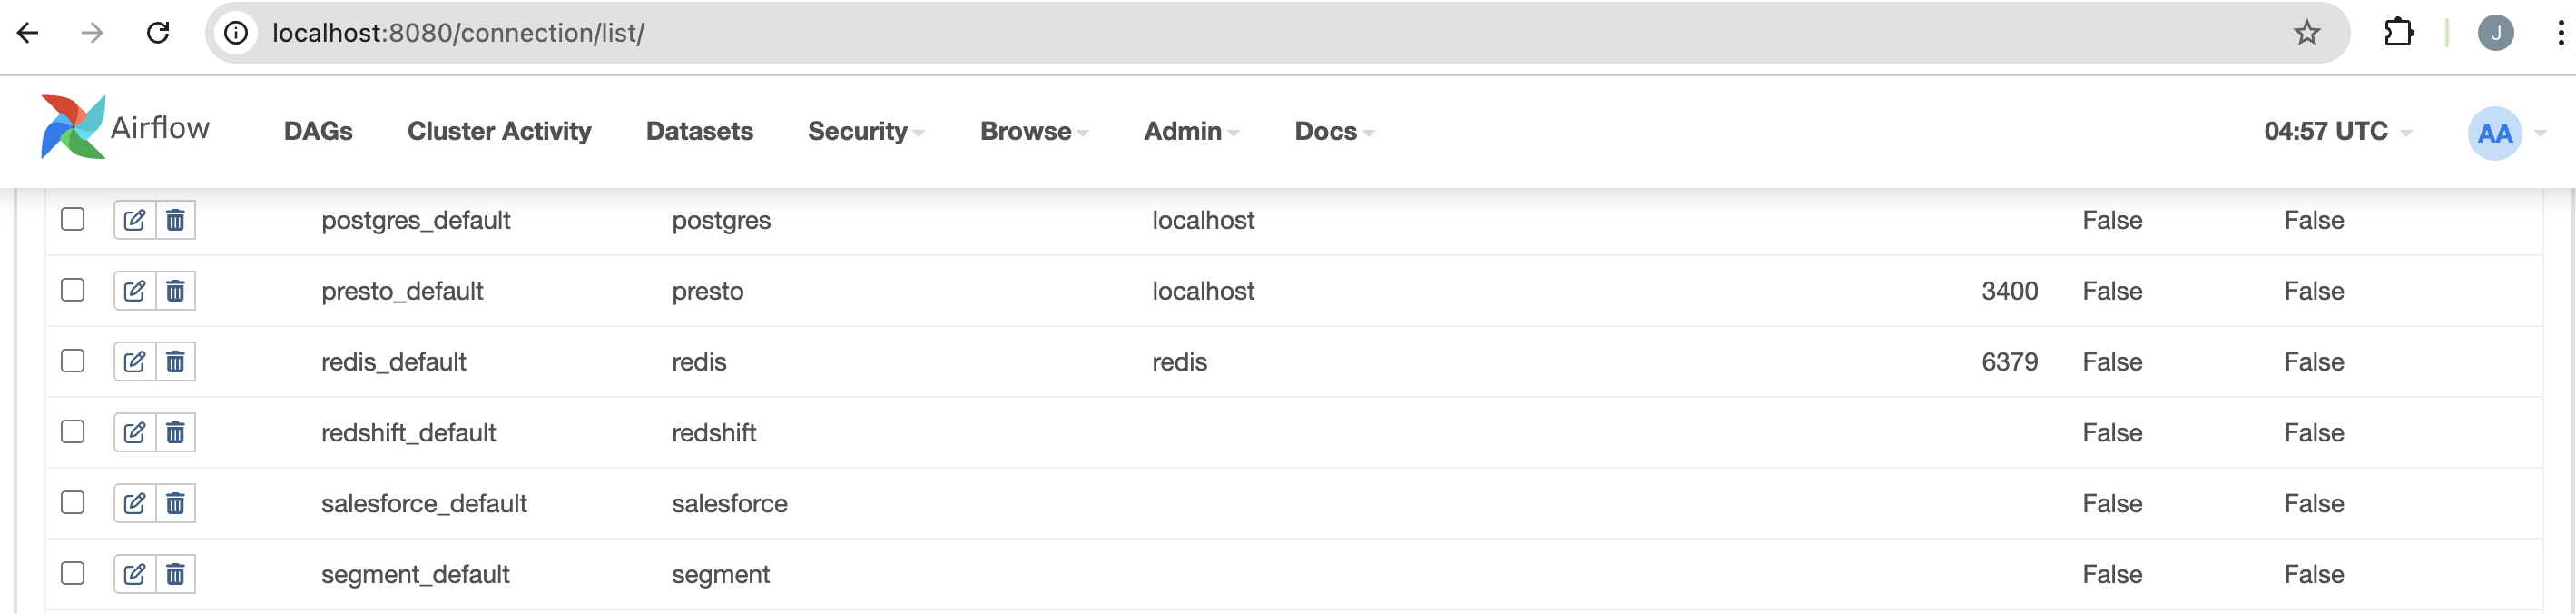 localhost:8080/connection/list/
J
Airflow DAGs Cluster Activity Datasets Security Browse Admin Docs 04:57 UTC AA
postgres_default postgres localhost False False
presto_default presto localhost 3400 False False
redis_default redis redis 6379 False False
redshift_default redshift False False
salesforce_default salesforce False False
segment_default segment False False